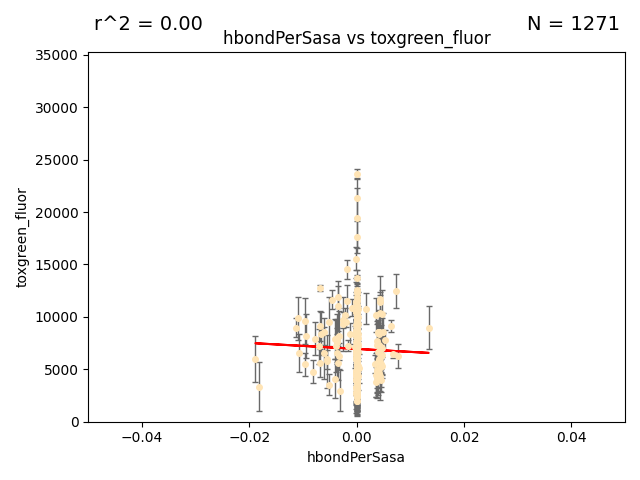 r^2 = 0.00
N = 1271
hbondPerSasa vs toxgreen_fluor
35000
30000
25000
20000
15000
10000
5000
0
toxgreen_fluor
−0.04
−0.02
0.00
0.02
0.04
hbondPerSasa